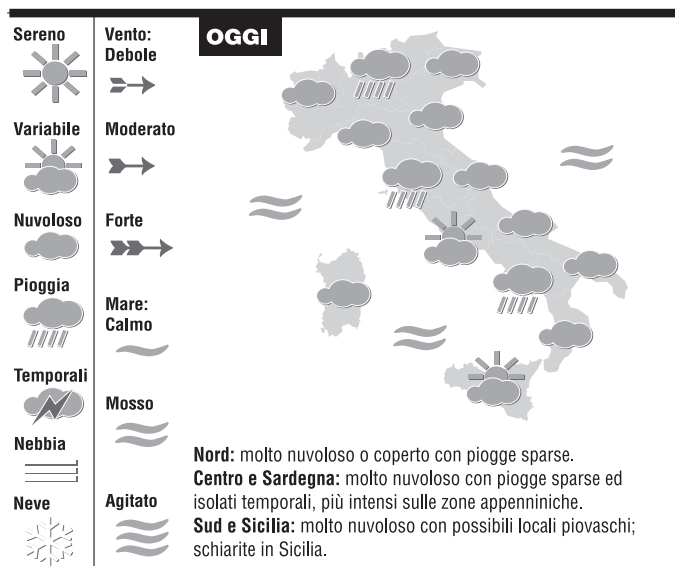 Sereno
Variabile
Nuvoloso
Pioggia
Temporali
Nebbia
Neve
Vento:
Debole
Moderato
Forte
Mare:
Calmo
Mosso
Agitato
OGGI
Nord: molto nuvoloso o coperto con piogge sparse.
Centro e Sardegna: molto nuvoloso con piogge sparse ed
isolati temporali, più intensi sulle zone appenniniche.
Sud e Sicilia: molto nuvoloso con possibili locali piovaschi;
schiarite in Sicilia.